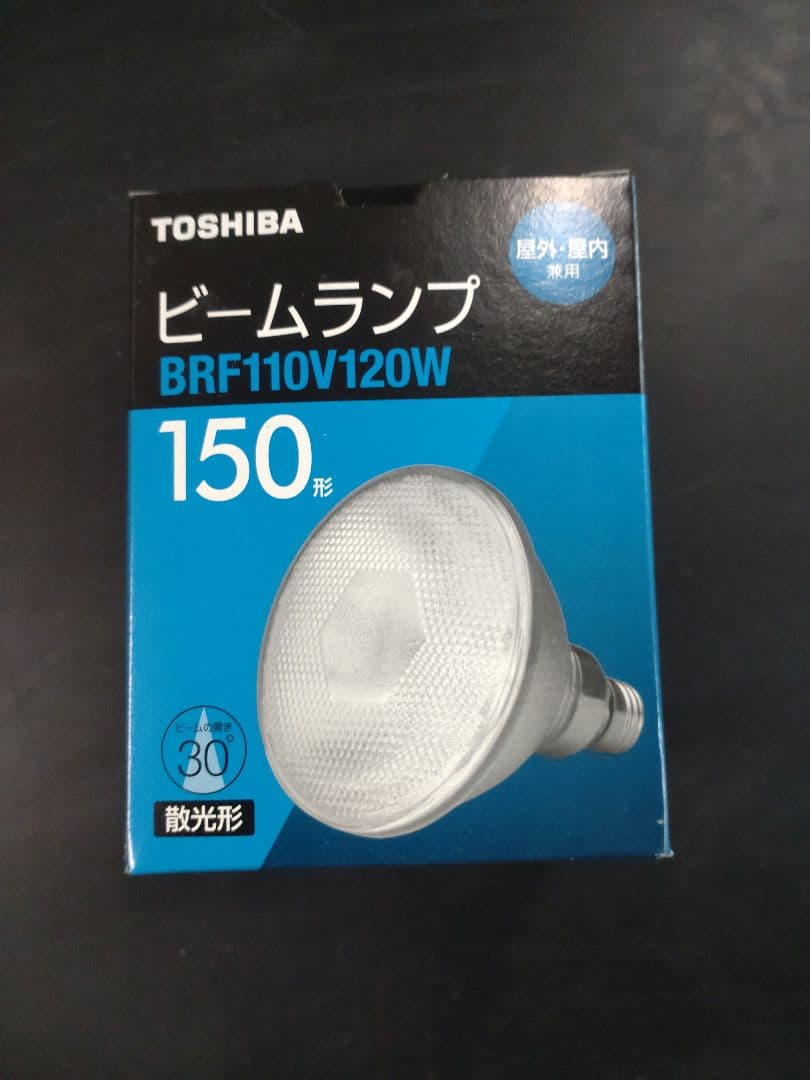 TOSHIBA
屋外・屋内
兼用
ビームランプ
BRF110V120W
150形
ビームの開き
30°
散光形